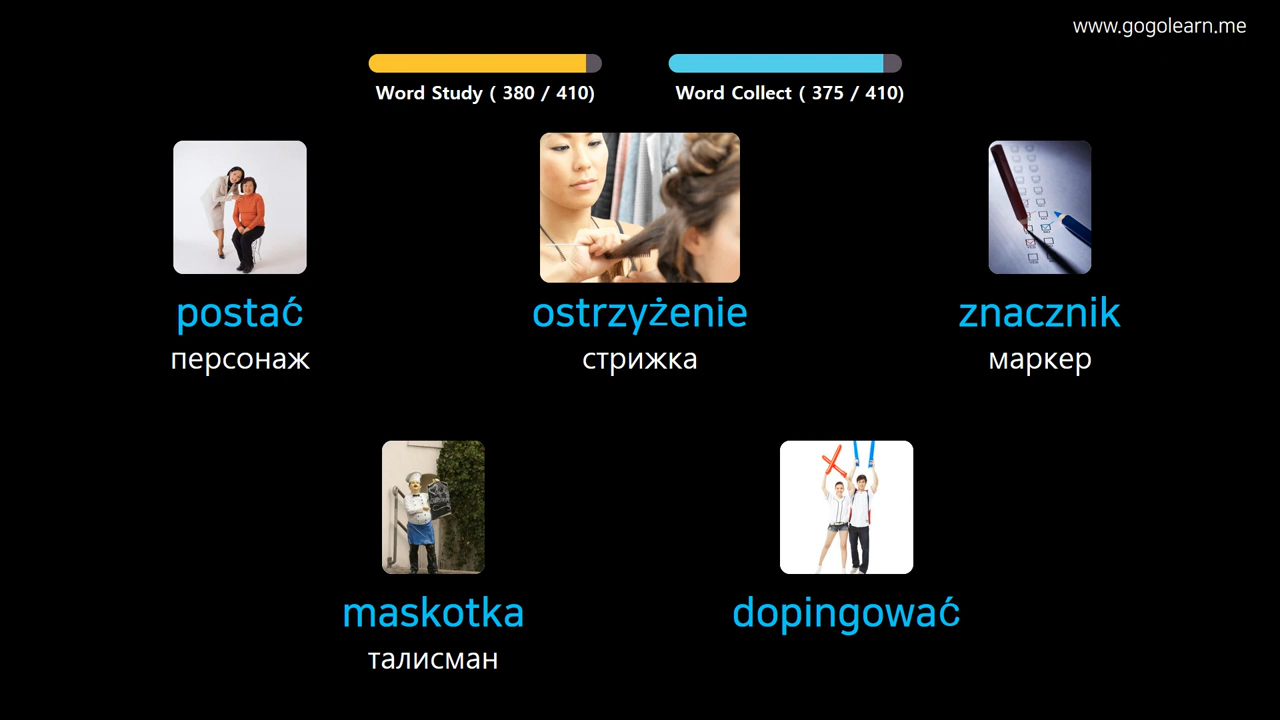 www.gogolearn.me
Word Study ( 380 / 410)
Word Collect ( 375 / 410)
postać
ostrzyżenie
znacznik
персонаж
стрижка
маркер
maskotka
dopingować
талисман